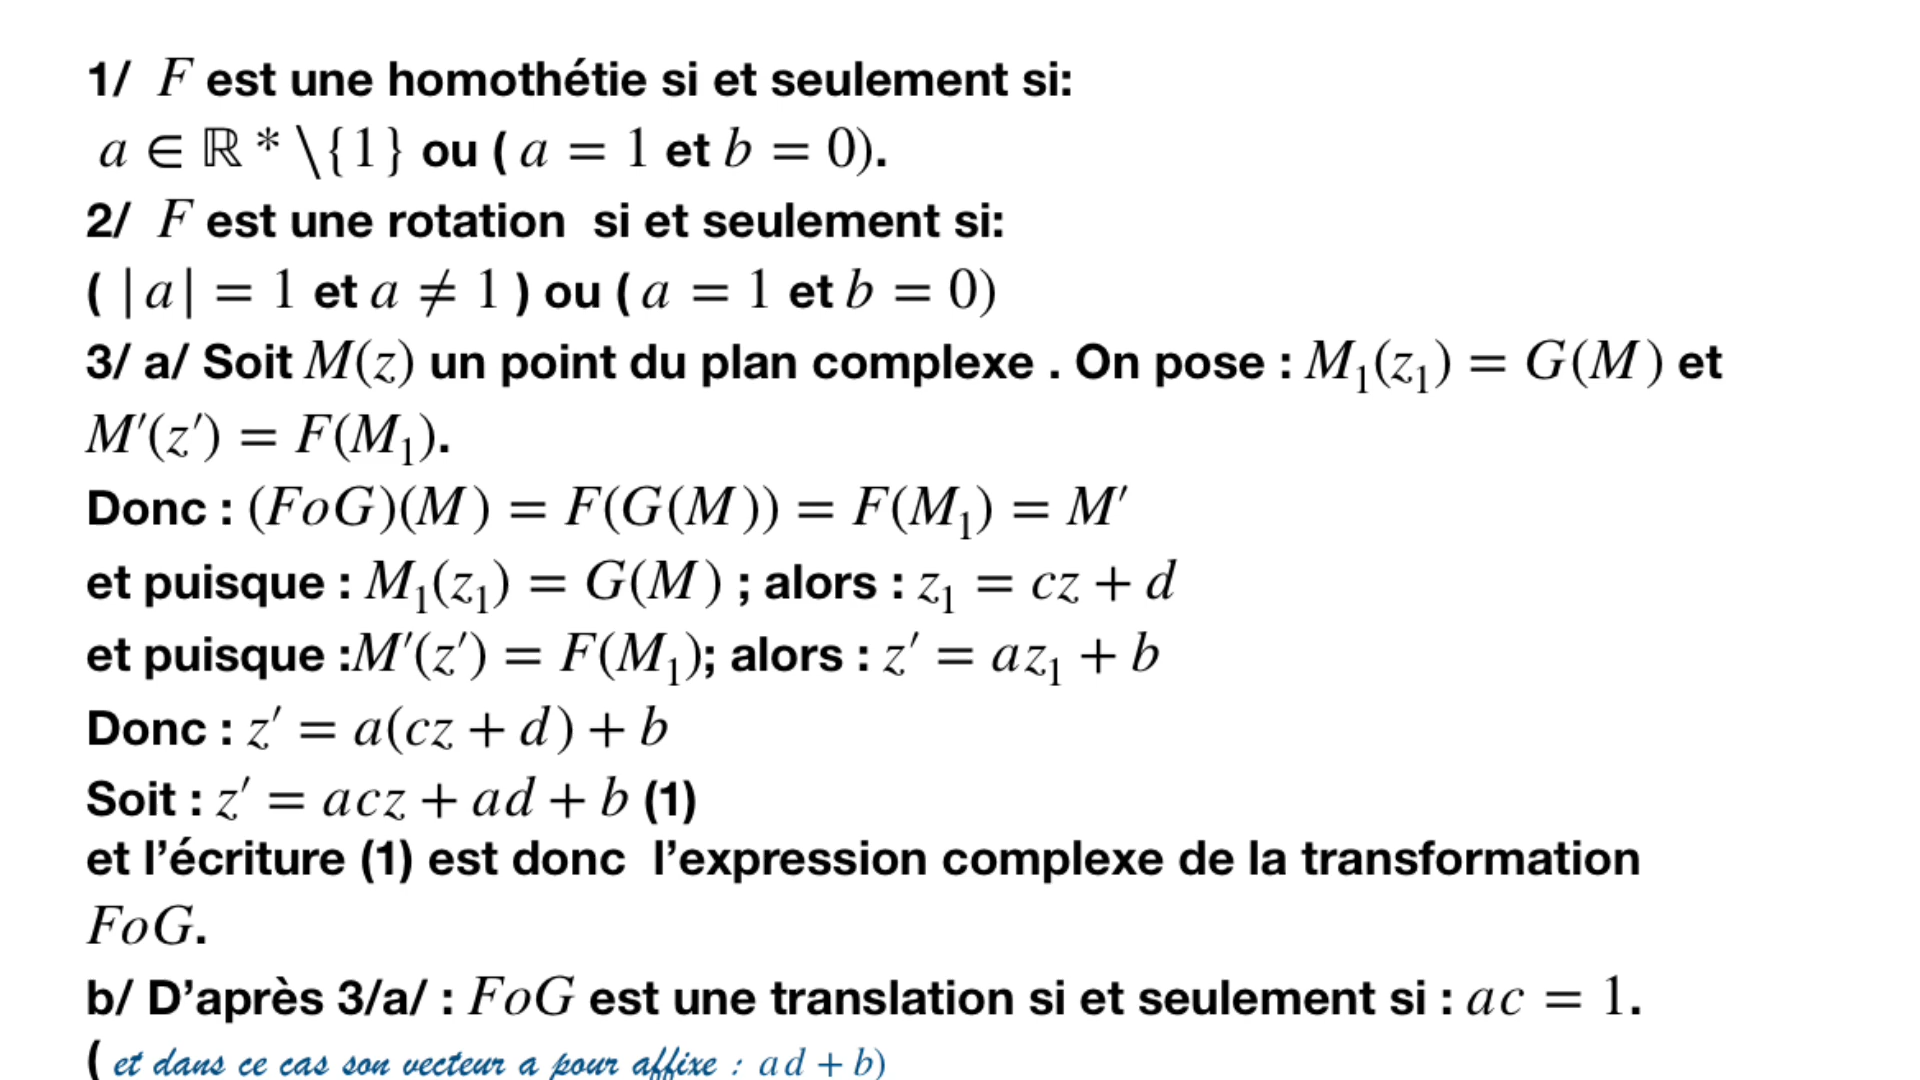 1/ F est une homothétie si et seulement si:
a ∈ ℝ * \{1} ou ( a = 1 et b = 0).
2/ F est une rotation si et seulement si:
( |a| = 1 et a ≠ 1 ) ou ( a = 1 et b = 0)
3/ a/ Soit M(z) un point du plan complexe . On pose : M₁(z₁) = G(M) et
M′(z′) = F(M₁).
Donc : (FoG)(M) = F(G(M)) = F(M₁) = M′
et puisque : M₁(z₁) = G(M) ; alors : z₁ = cz + d
et puisque :M′(z′) = F(M₁); alors : z′ = az₁ + b
Donc : z′ = a(cz + d) + b
Soit : z′ = acz + ad + b (1)
et l’écriture (1) est donc l’expression complexe de la transformation
FoG.
b/ D’après 3/a/ : FoG est une translation si et seulement si : ac = 1.
( et dans ce cas son vecteur a pour affixe : ad + b)